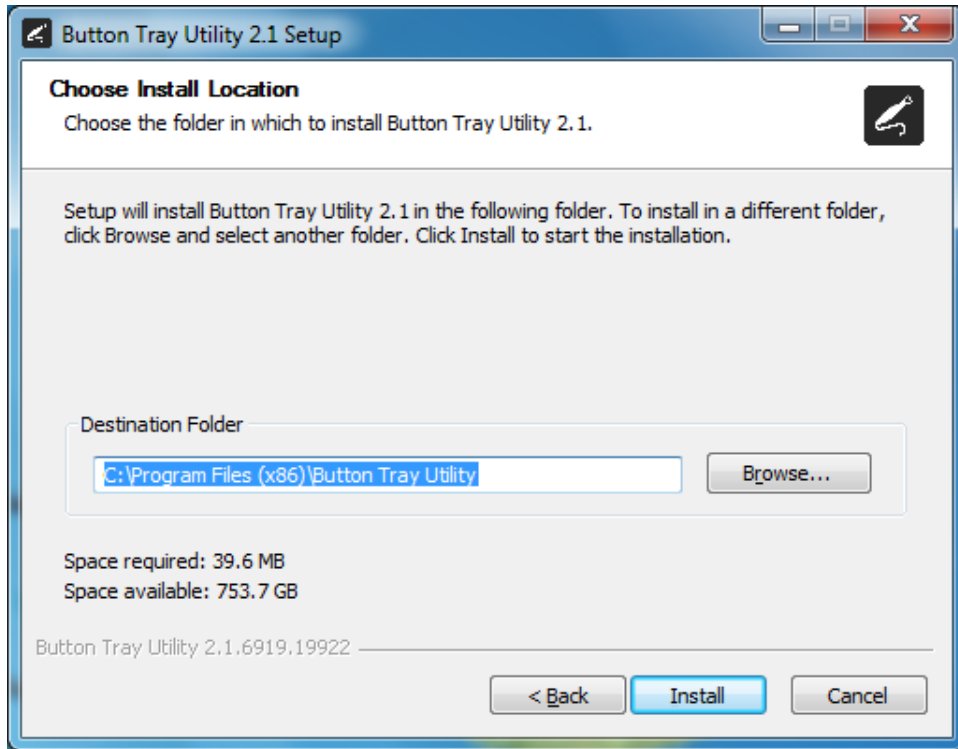 Button Tray Utility 2.1 Setup
Choose Install Location
Choose the folder in which to install Button Tray Utility 2.1.
Setup will install Button Tray Utility 2.1 in the following folder. To install in a different folder,
click Browse and select another folder. Click Install to start the installation.
Destination Folder
C:\Program Files (x86)\Button Tray Utility
Browse...
Space required: 39.6 MB
Space available: 753.7 GB
Button Tray Utility 2.1.6919.19922
< Back
Install
Cancel